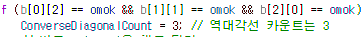 f (b[0][2] == omok && b[1][1] == omok && b[2][0] == omok)
ConverseDiagonalCount = 3; // 역대각선 카운트는 3